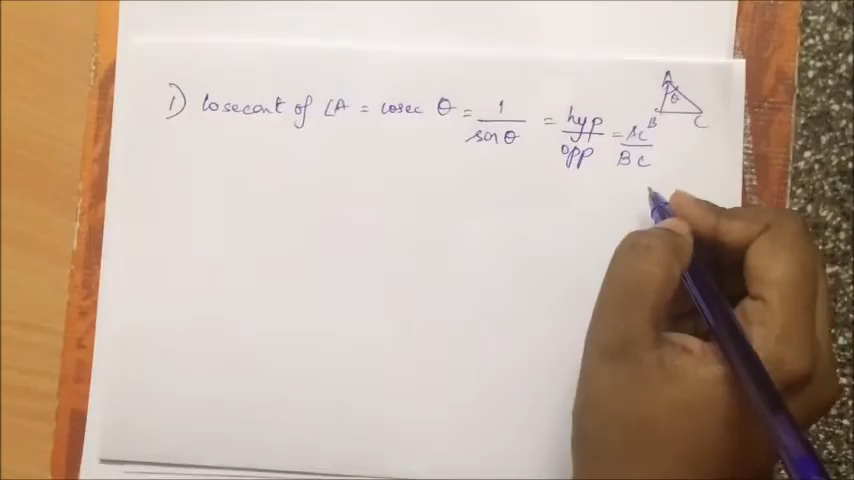 1) Cosecant of ∠A = cosec θ = 1/sin θ = hyp/opp = AC/BC
A
θ
B
C